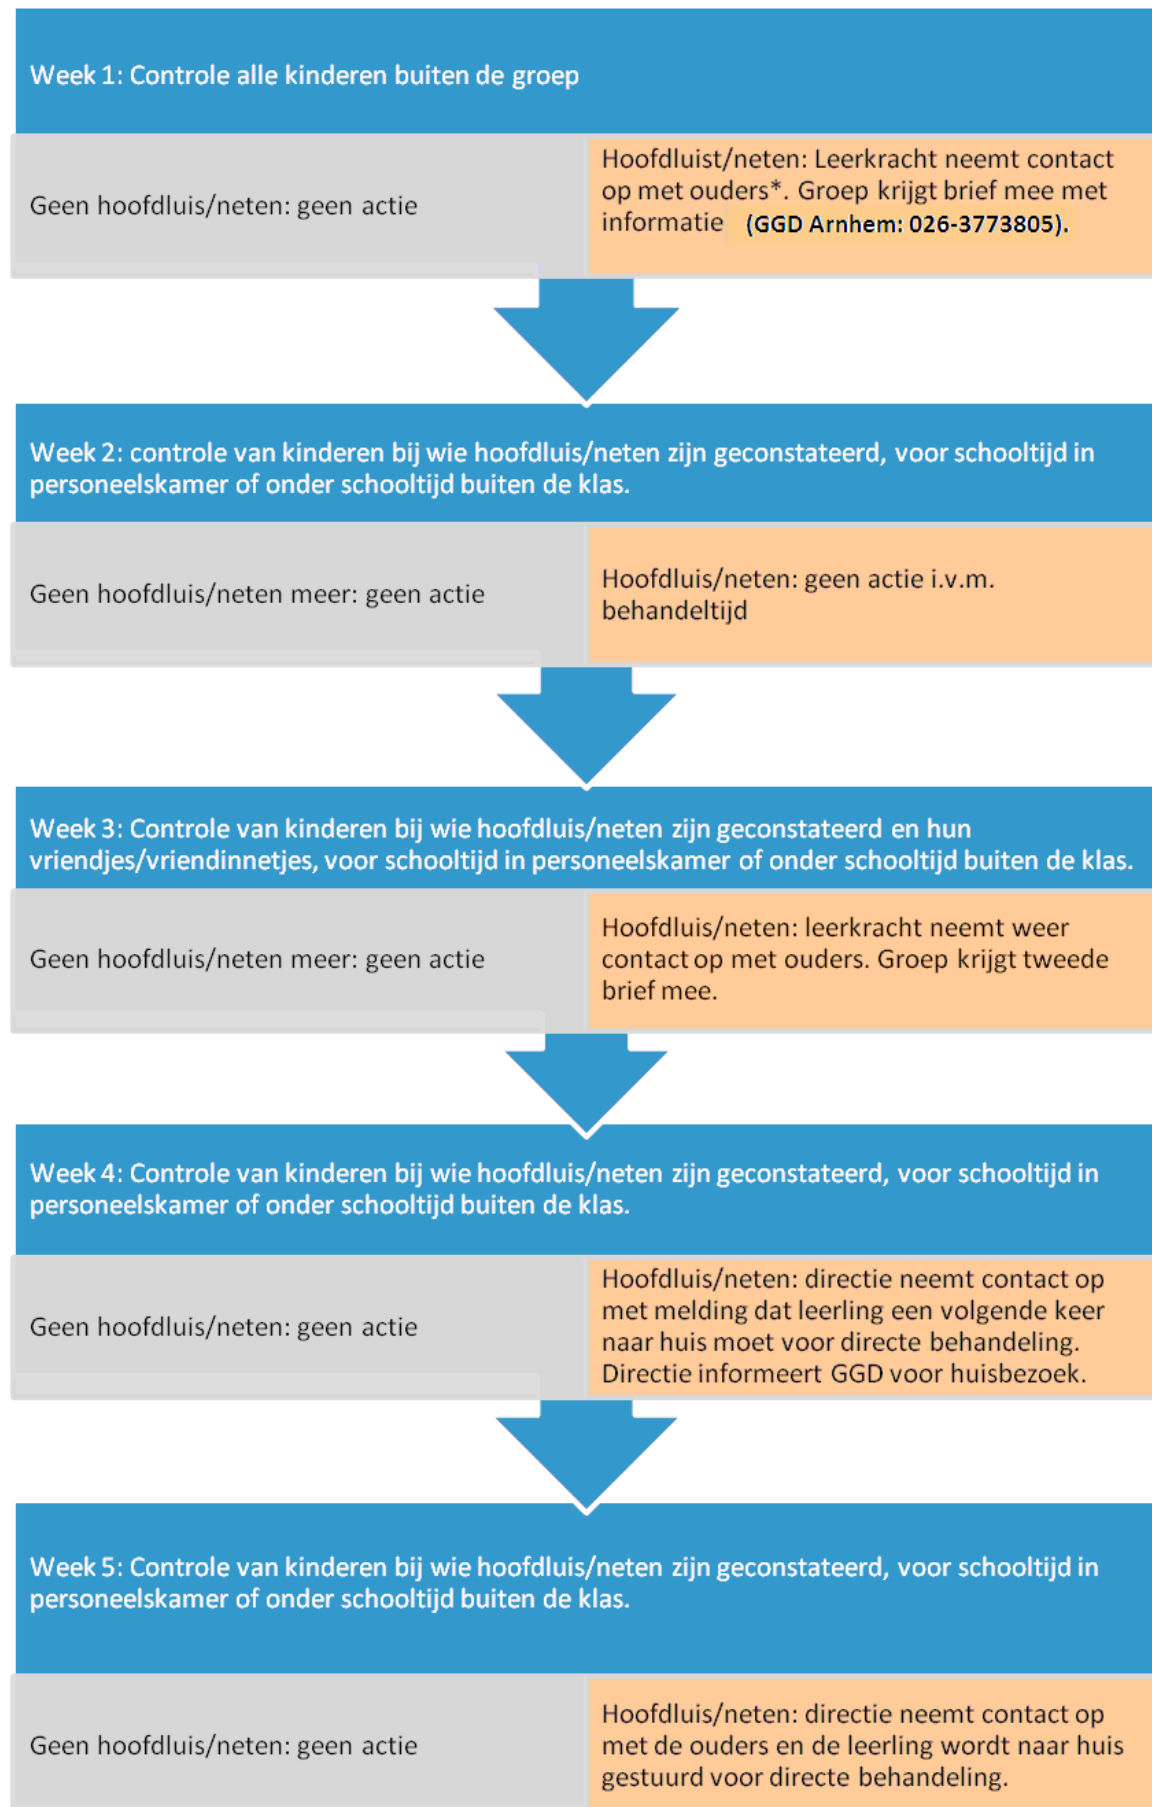 Week 1: Controle alle kinderen buiten de groep
Geen hoofdluis/neten: geen actie
Hoofdluist/neten: Leerkracht neemt contact
op met ouders*. Groep krijgt brief mee met
informatie (GGD Arnhem: 026-3773805).
Week 2: controle van kinderen bij wie hoofdluis/neten zijn geconstateerd, voor schooltijd in
personeelskamer of onder schooltijd buiten de klas.
Geen hoofdluis/neten meer: geen actie
Hoofdluis/neten: geen actie i.v.m.
behandeltijd
Week 3: Controle van kinderen bij wie hoofdluis/neten zijn geconstateerd en hun
vriendjes/vriendinnetjes, voor schooltijd in personeelskamer of onder schooltijd buiten de klas.
Geen hoofdluis/neten meer: geen actie
Hoofdluis/neten: leerkracht neemt weer
contact op met ouders. Groep krijgt tweede
brief mee.
Week 4: Controle van kinderen bij wie hoofdluis/neten zijn geconstateerd, voor schooltijd in
personeelskamer of onder schooltijd buiten de klas.
Geen hoofdluis/neten: geen actie
Hoofdluis/neten: directie neemt contact op
met melding dat leerling een volgende keer
naar huis moet voor directe behandeling.
Directie informeert GGD voor huisbezoek.
Week 5: Controle van kinderen bij wie hoofdluis/neten zijn geconstateerd, voor schooltijd in
personeelskamer of onder schooltijd buiten de klas.
Geen hoofdluis/neten: geen actie
Hoofdluis/neten: directie neemt contact op
met de ouders en de leerling wordt naar huis
gestuurd voor directe behandeling.